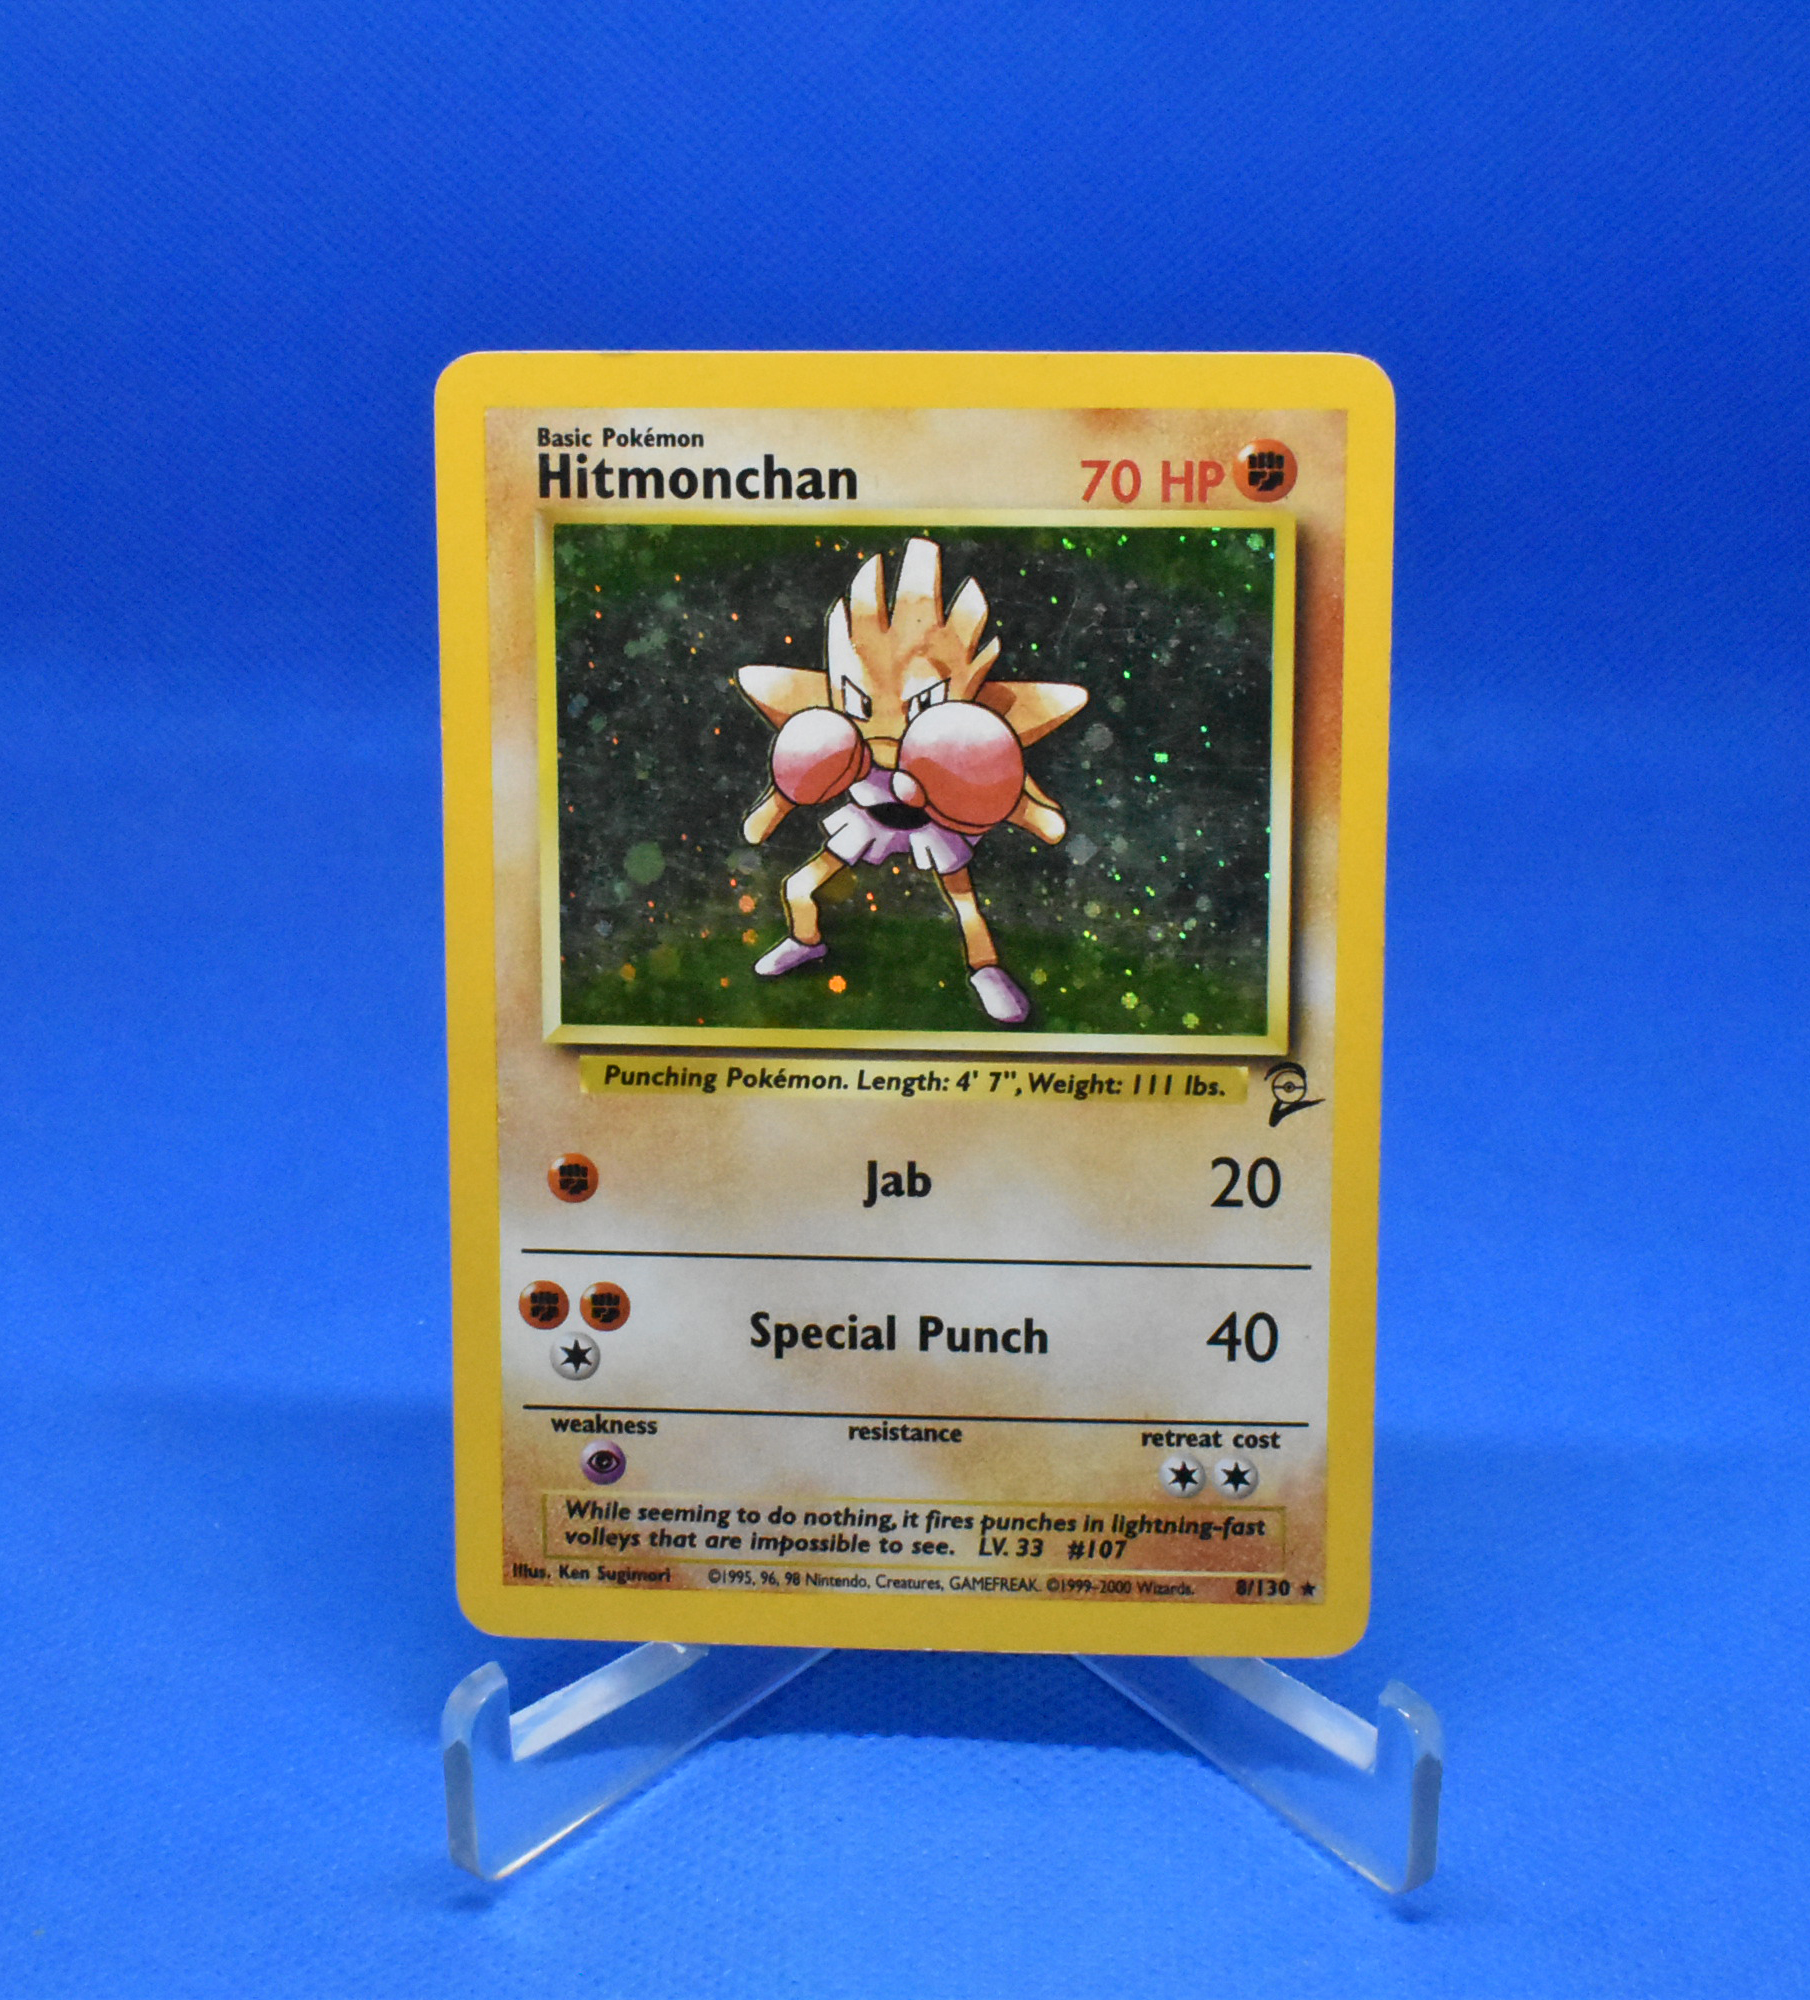 Basic Pokémon
Hitmonchan
70 HP
Punching Pokémon. Length: 4' 7", Weight: 111 lbs.
Jab 20
Special Punch 40
weakness resistance retreat cost
While seeming to do nothing, it fires punches in lightning-fast
volleys that are impossible to see. LV. 33 #107
Illus. Ken Sugimori ©1995, 96, 98 Nintendo, Creatures, GAMEFREAK. ©1999-2000 Wizards. 8/130 ★